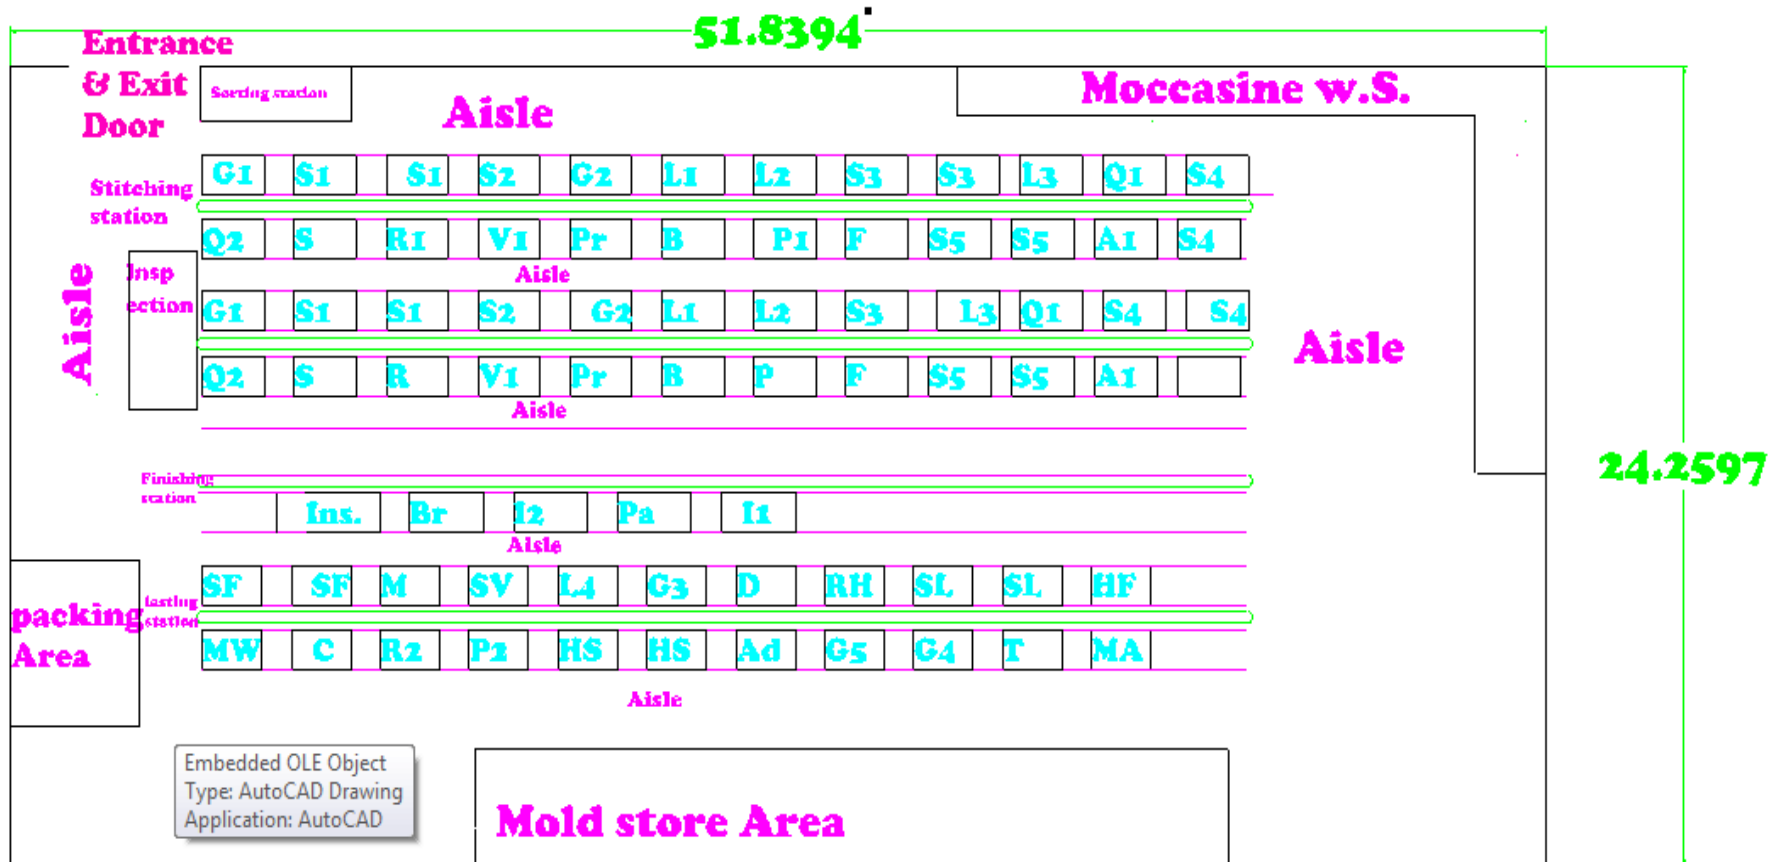 51.8394
Entrance
& Exit
Door
Sorting station
Aisle
Moccasine w.S.
Stitching
station
G1 S1 S1 S2 G2 L1 L2 S3 S3 L3 Q1 S4
Q2 S R1 V1 Pr B P1 F S5 S5 A1 S4
Aisle
Aisle
Insp
ection
G1 S1 S1 S2 G2 L1 L2 S3 L3 Q1 S4 S4
Aisle
Q2 S R V1 Pr B P F S5 S5 A1
Aisle
24.2597
Finishing
station
Ins. Br I2 Pa I1
Aisle
SF SF M SV L4 G3 D RH SL SL HF
lasting
station
packing
Area
MW C R2 P2 HS HS Ad G5 G4 T MA
Aisle
Embedded OLE Object
Type: AutoCAD Drawing
Application: AutoCAD
Mold store Area